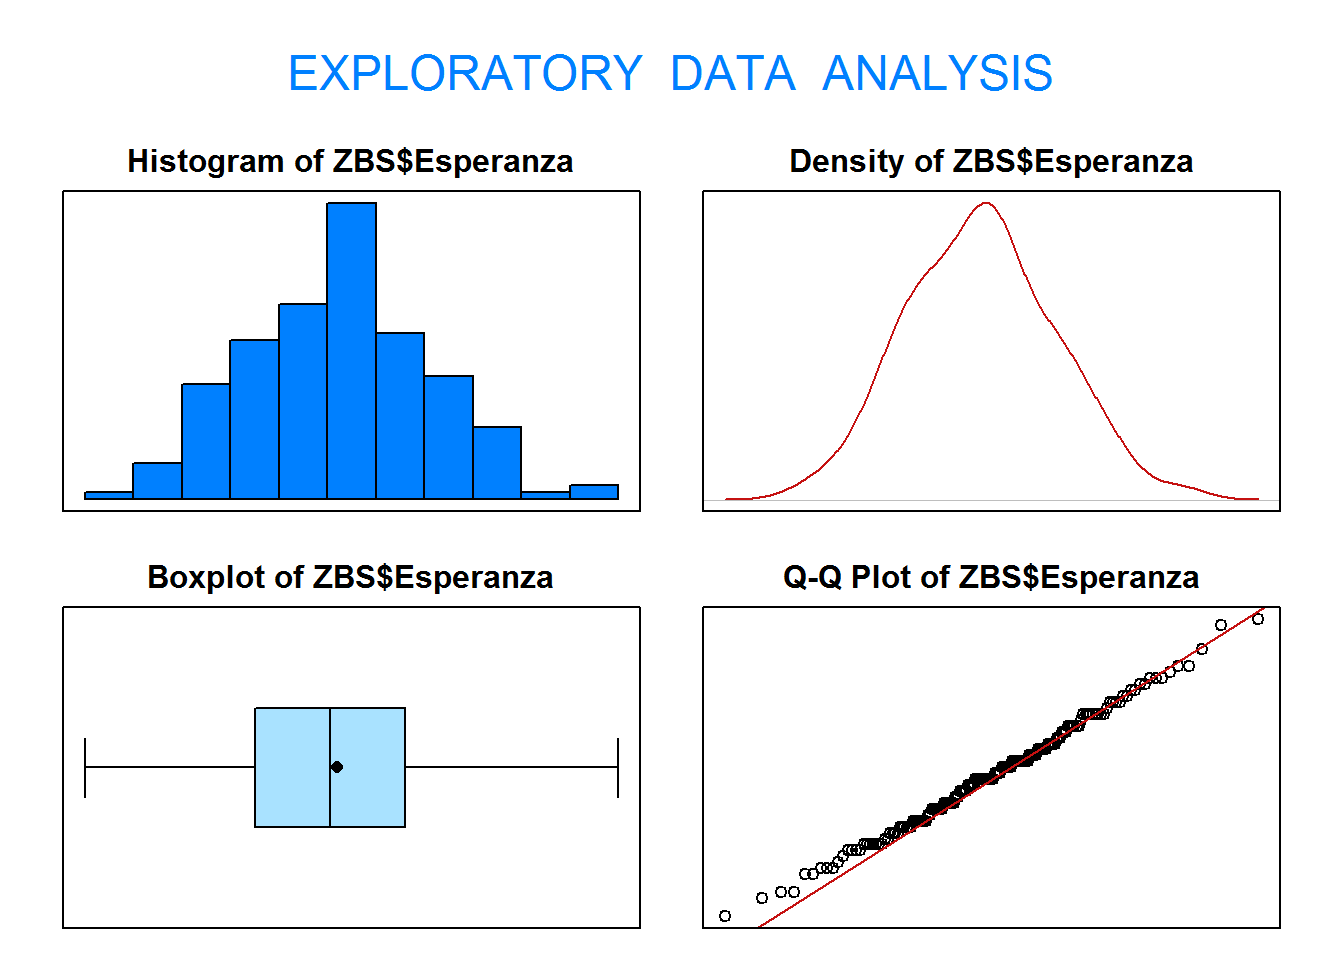 EXPLORATORY DATA ANALYSIS
Histogram of ZBS$Esperanza
Density of ZBS$Esperanza
Boxplot of ZBS$Esperanza
Q-Q Plot of ZBS$Esperanza